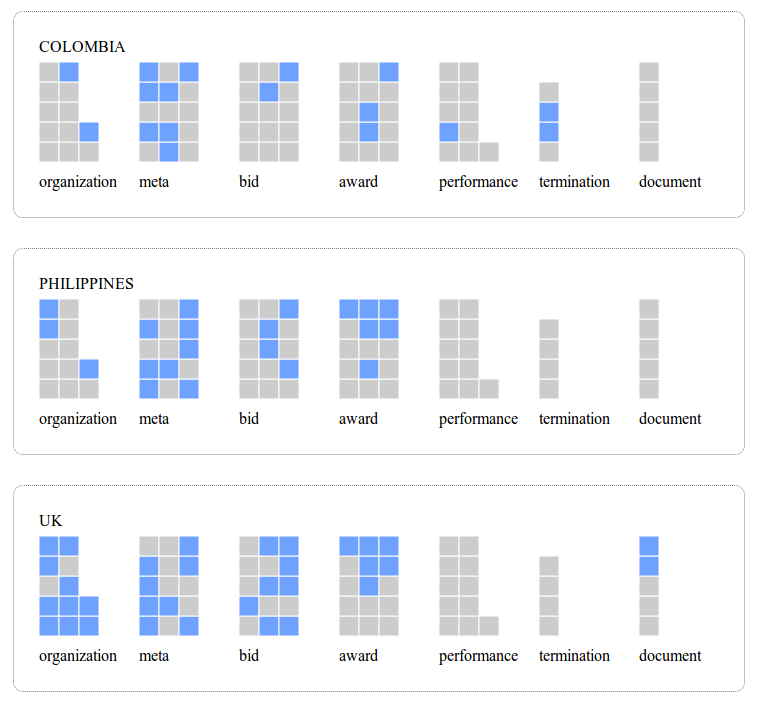 COLOMBIA
organization meta bid award performance termination document
PHILIPPINES
organization meta bid award performance termination document
UK
organization meta bid award performance termination document